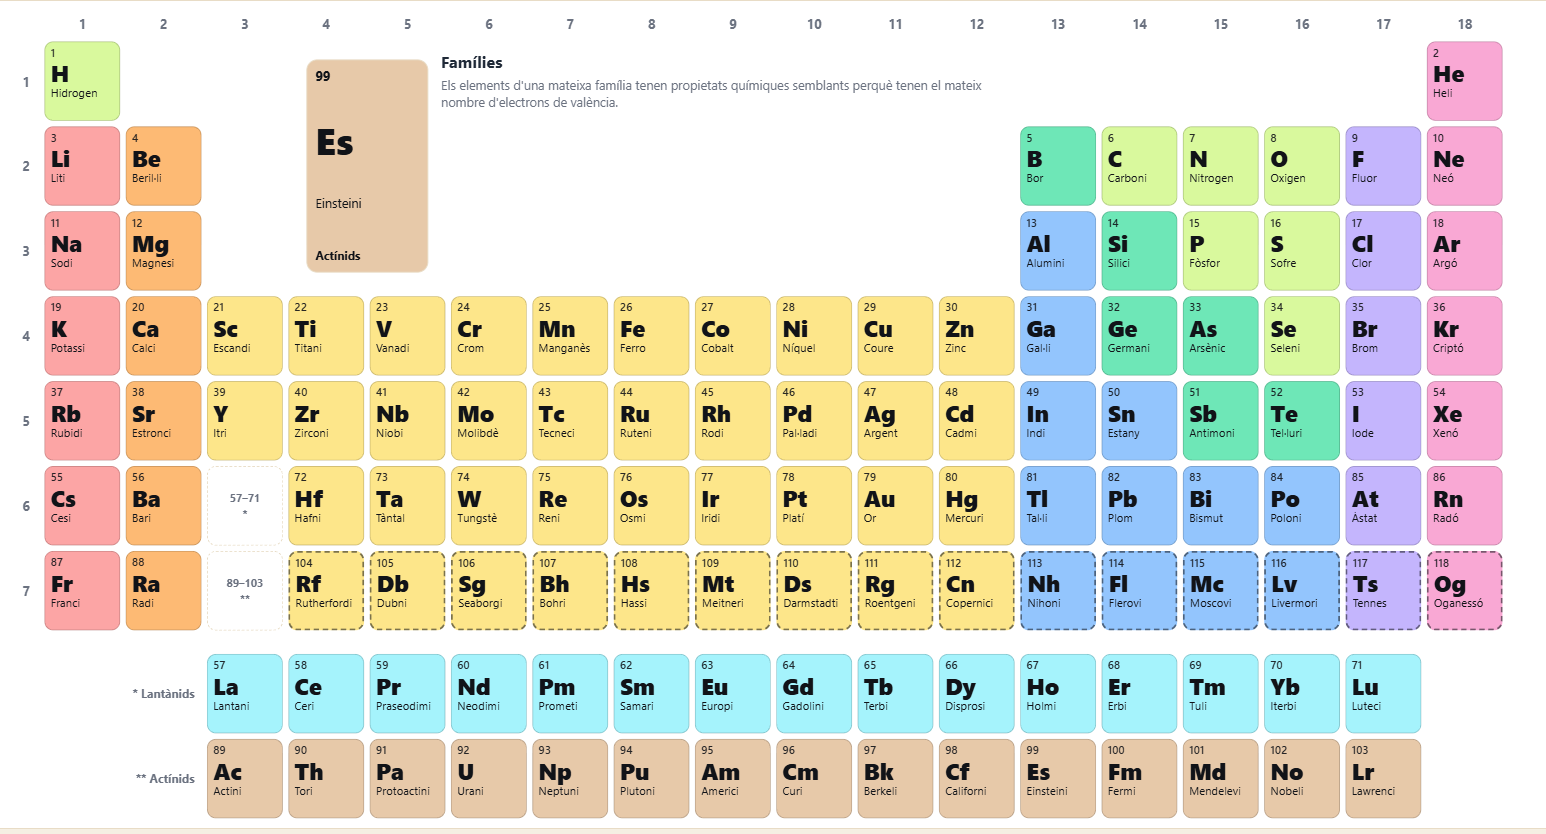 1 2 3 4 5 6 7 8 9 10 11 12 13 14 15 16 17 18
1
1
H
Hidrogen
99
Es
Einsteini
Actínids
Famílies
Els elements d'una mateixa família tenen propietats químiques semblants perquè tenen el mateix
nombre d'electrons de valència.
2
He
Heli
2
3 4 5 6 7 8 9 10
Li Be B C N O F Ne
Liti Beril·li Bor Carboni Nitrogen Oxigen Fluor Neó
3
11 12 13 14 15 16 17 18
Na Mg Al Si P S Cl Ar
Sodi Magnesi Alumini Silici Fòsfor Sofre Clor Argó
4
19 20 21 22 23 24 25 26 27 28 29 30 31 32 33 34 35 36
K Ca Sc Ti V Cr Mn Fe Co Ni Cu Zn Ga Ge As Se Br Kr
Potassi Calci Escandi Titani Vanadi Crom Manganès Ferro Cobalt Níquel Coure Zinc Gal·li Germani Arsènic Seleni Brom Criptó
5
37 38 39 40 41 42 43 44 45 46 47 48 49 50 51 52 53 54
Rb Sr Y Zr Nb Mo Tc Ru Rh Pd Ag Cd In Sn Sb Te I Xe
Rubidi Estronci Itri Zirconi Niobi Molibdè Tecneci Ruteni Rodi Pal·ladi Argent Cadmi Indi Estany Antimoni Tel·luri Iode Xenó
6
55 56 57–71 72 73 74 75 76 77 78 79 80 81 82 83 84 85 86
Cs Ba * Hf Ta W Re Os Ir Pt Au Hg Tl Pb Bi Po At Rn
Cesi Bari Hafni Tàntal Tungstè Reni Osmi Iridi Platí Or Mercuri Tal·li Plom Bismut Poloni Àstat Radó
7
87 88 89–103 104 105 106 107 108 109 110 111 112 113 114 115 116 117 118
Fr Ra ** Rf Db Sg Bh Hs Mt Ds Rg Cn Nh Fl Mc Lv Ts Og
Franci Radi Rutherfordi Dubni Seaborgi Bohri Hassi Meitneri Darmstadti Roentgeni Copernici Nihoni Flerovi Moscovi Livermori Tennes Oganessó
* Lantànids
57 58 59 60 61 62 63 64 65 66 67 68 69 70 71
La Ce Pr Nd Pm Sm Eu Gd Tb Dy Ho Er Tm Yb Lu
Lantani Ceri Praseodimi Neodimi Prometi Samari Europi Gadolini Terbi Disprosi Holmi Erbi Tuli Iterbi Luteci
** Actínids
89 90 91 92 93 94 95 96 97 98 99 100 101 102 103
Ac Th Pa U Np Pu Am Cm Bk Cf Es Fm Md No Lr
Actini Tori Protoactini Urani Neptuni Plutoni Americi Curi Berkeli Californi Einsteini Fermi Mendelevi Nobeli Lawrenci